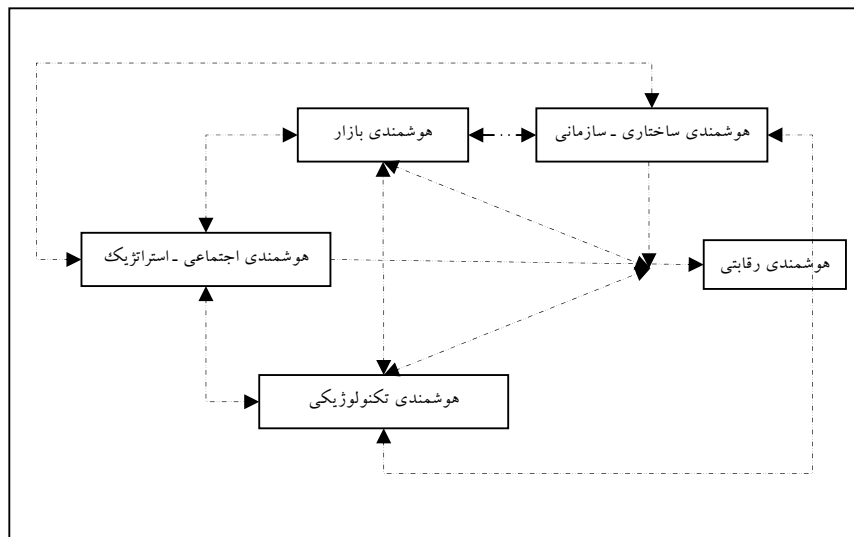 هوشمندی ساختاری ـ سازمانی
هوشمندی بازار
هوشمندی اجتماعی ـ استراتژیک
هوشمندی رقابتی
هوشمندی تکنولوژیکی